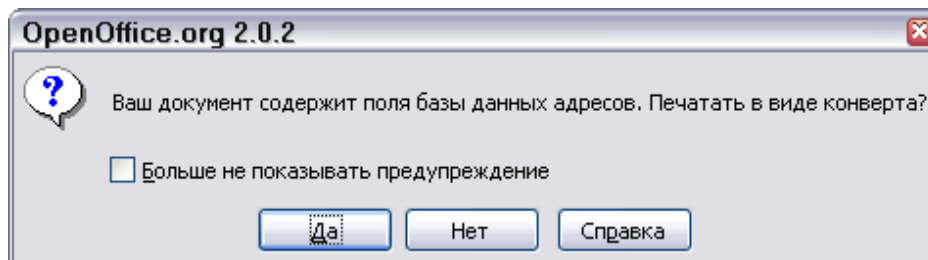 OpenOffice.org 2.0.2
Ваш документ содержит поля базы данных адресов. Печатать в виде конверта?
Больше не показывать предупреждение
Да Нет Справка